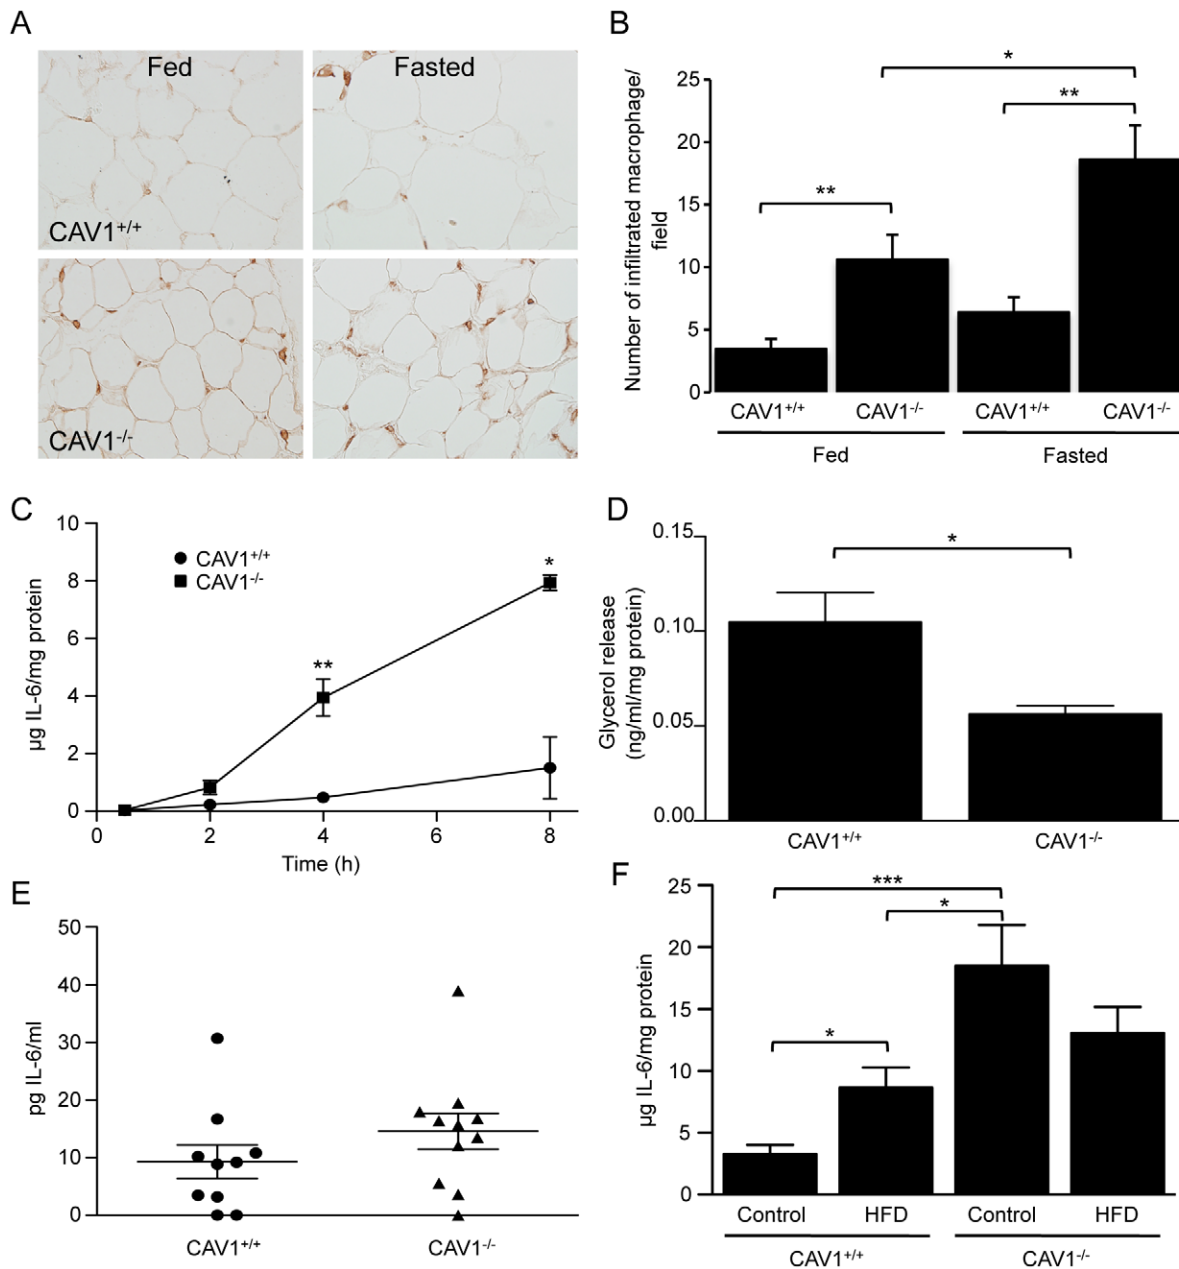 A
Fed
Fasted
CAV1+/+
CAV1-/-
B
Number of infiltrated macrophage/
field
25
20
15
10
5
0
*
**
**
CAV1+/+ CAV1-/- CAV1+/+ CAV1-/-
Fed Fasted
C
µg IL-6/mg protein
10
8
6
4
2
0
CAV1+/+
CAV1-/-
**
*
0 2 4 6 8
Time (h)
D
Glycerol release
(ng/ml/mg protein)
0.15
0.10
0.05
0.00
*
CAV1+/+ CAV1-/-
E
pg IL-6/ml
50
40
30
20
10
0
CAV1+/+ CAV1-/-
F
µg IL-6/mg protein
25
20
15
10
5
0
***
*
*
Control HFD Control HFD
CAV1+/+ CAV1-/-